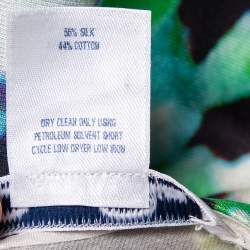 56% SILK
44% COTTON
DRY CLEAN ONLY USING
PETROLEUM SOLVENT SHORT
CYCLE LOW DRYER LOW IRON